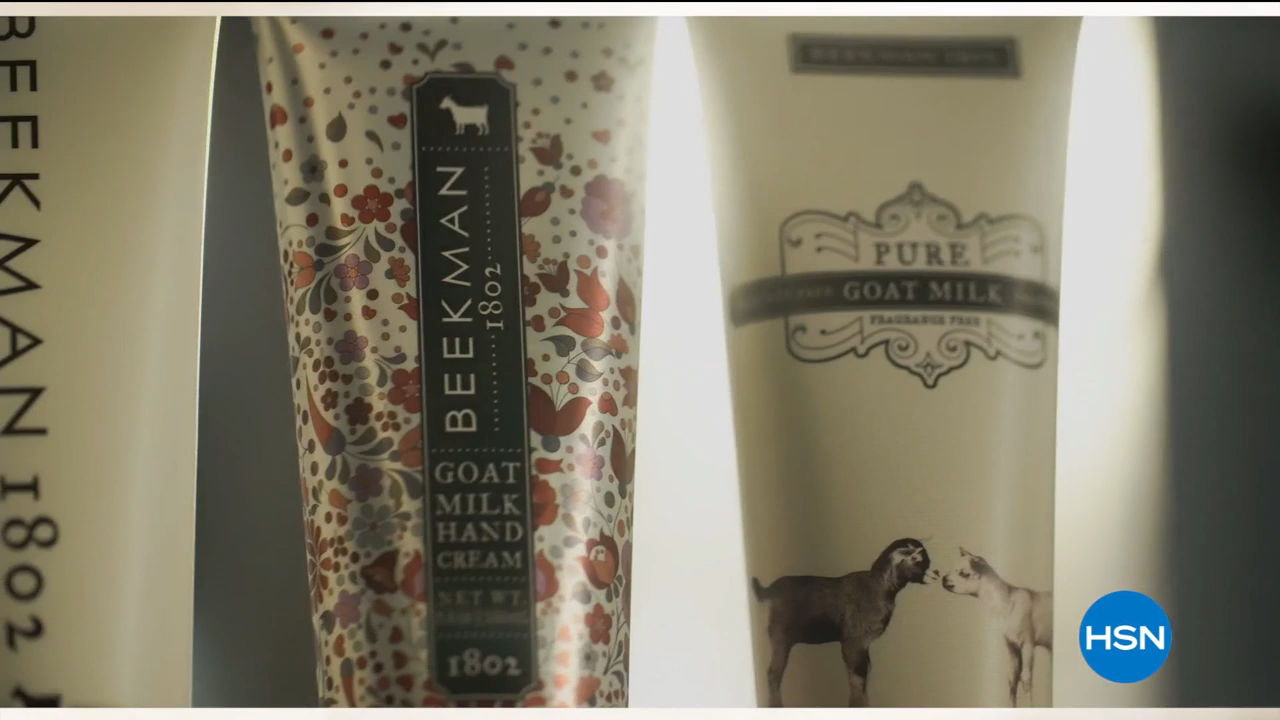 BEEKMAN 1802
BEEKMAN
1802
GOAT
MILK
HAND
CREAM
NET WT.
1802
PURE
GOAT MILK
FRAGRANCE FREE
HSN